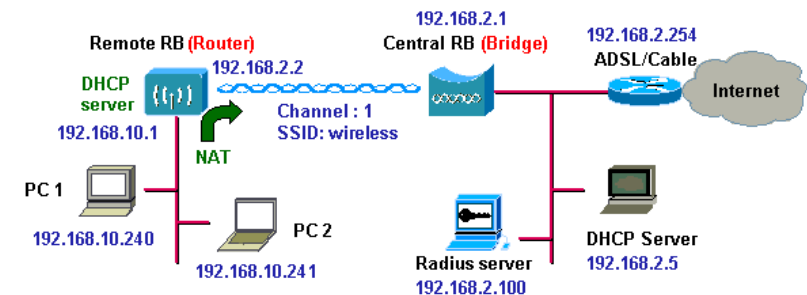 192.168.2.1
192.168.2.254
Remote RB (Router)
Central RB (Bridge)
ADSL/Cable
192.168.2.2
DHCP
server
Internet
Channel : 1
SSID: wireless
192.168.10.1
NAT
PC 1
PC 2
192.168.10.240
192.168.10.241
DHCP Server
192.168.2.5
Radius server
192.168.2.100